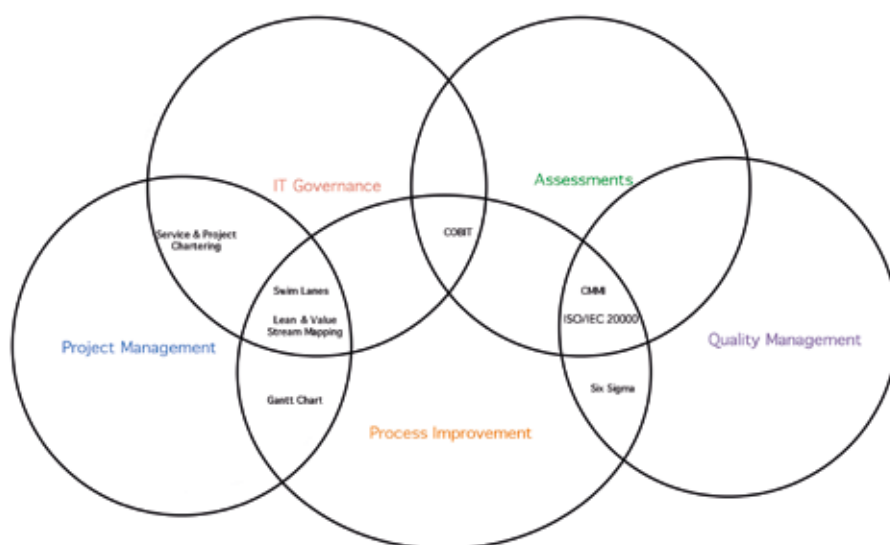 IT Governance
Assessments
Service & Project
Chartering
COBIT
Swim Lanes
Lean & Value
Stream Mapping
CMMI
ISO/IEC 20000
Project Management
Quality Management
Gantt Chart
Six Sigma
Process Improvement